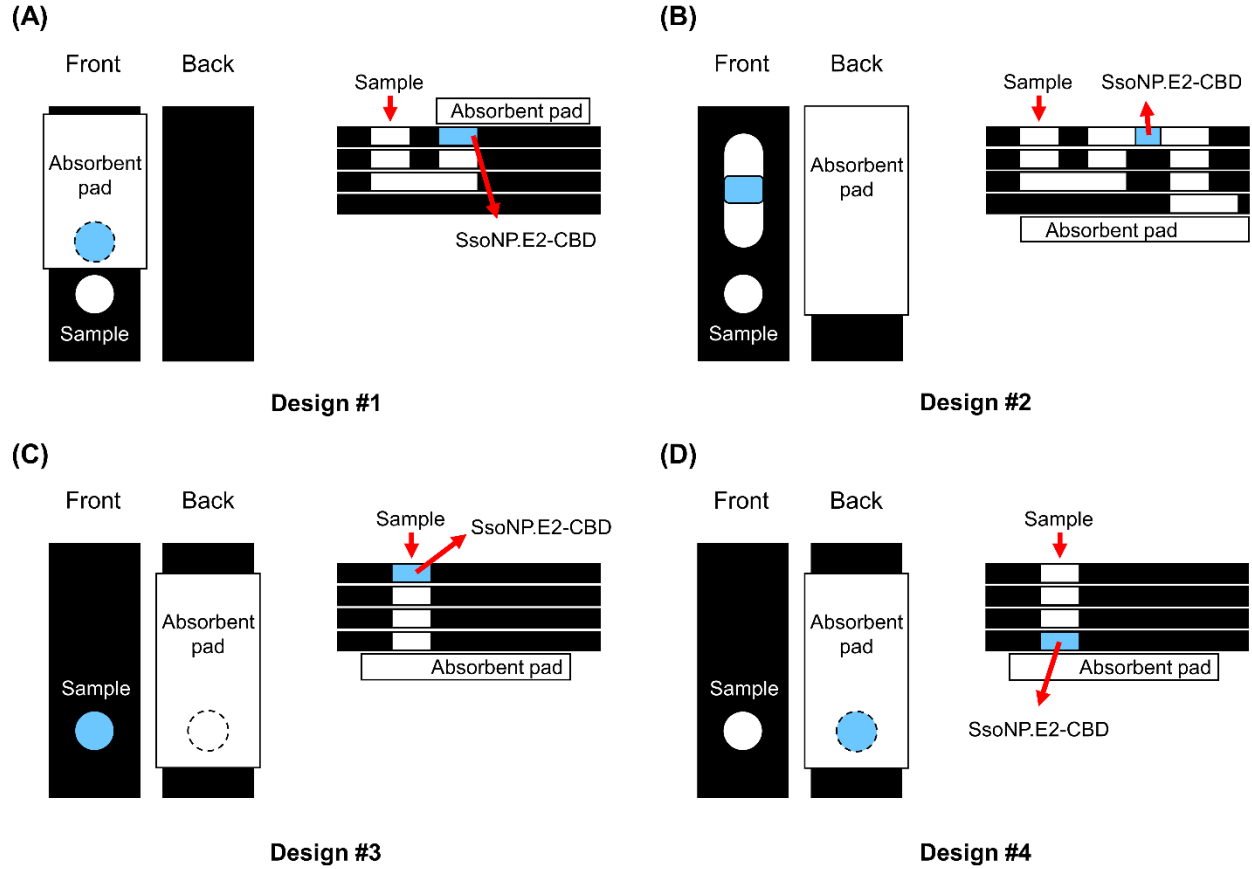 (A)
Front
Back
Absorbent
pad
Sample
Sample
Absorbent pad
SsoNP.E2-CBD
Design #1
(B)
Front
Back
Sample
Absorbent
pad
Sample
SsoNP.E2-CBD
Absorbent pad
Design #2
(C)
Front
Back
Sample
Absorbent
pad
Sample
SsoNP.E2-CBD
Absorbent pad
Design #3
(D)
Front
Back
Sample
Absorbent
pad
Sample
Absorbent pad
SsoNP.E2-CBD
Design #4